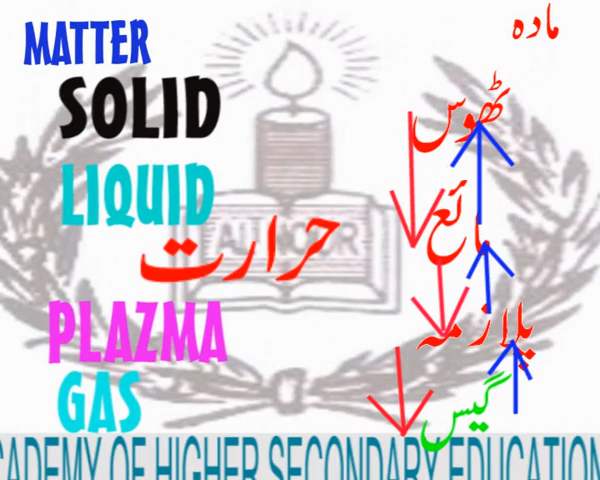 MATTER
مادہ
SOLID
ٹھوس
LIQUID
مائع
حرارت
PLAZMA
پلازمہ
GAS
گیس
CADEMY OF HIGHER SECONDARY EDUCATION